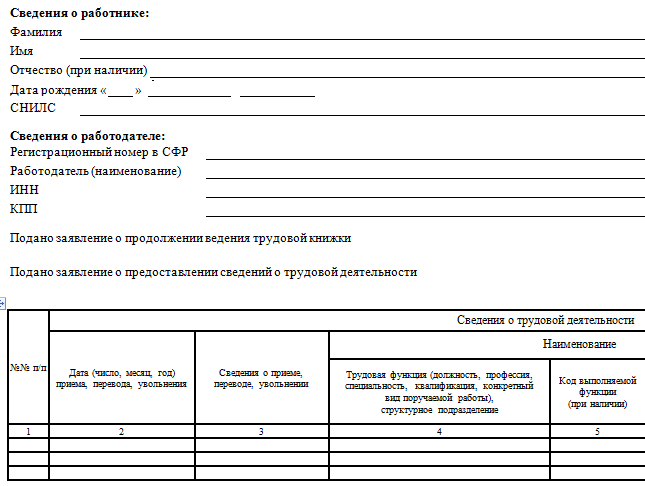 Сведения о работнике:
Фамилия
Имя
Отчество (при наличии)
Дата рождения « »
СНИЛС
Сведения о работодателе:
Регистрационный номер в СФР
Работодатель (наименование)
ИНН
КПП
Подано заявление о продолжении ведения трудовой книжки
Подано заявление о предоставлении сведений о трудовой деятельности
Сведения о трудовой деятельности
Наименование
№№ п/п
Дата (число, месяц, год)
приема, перевода, увольнения
Сведения о приеме,
переводе, увольнении
Трудовая функция (должность, профессия,
специальность, квалификация, конкретный
вид поручаемой работы),
структурное подразделение
Код выполняемой
функции
(при наличии)
1 2 3 4 5